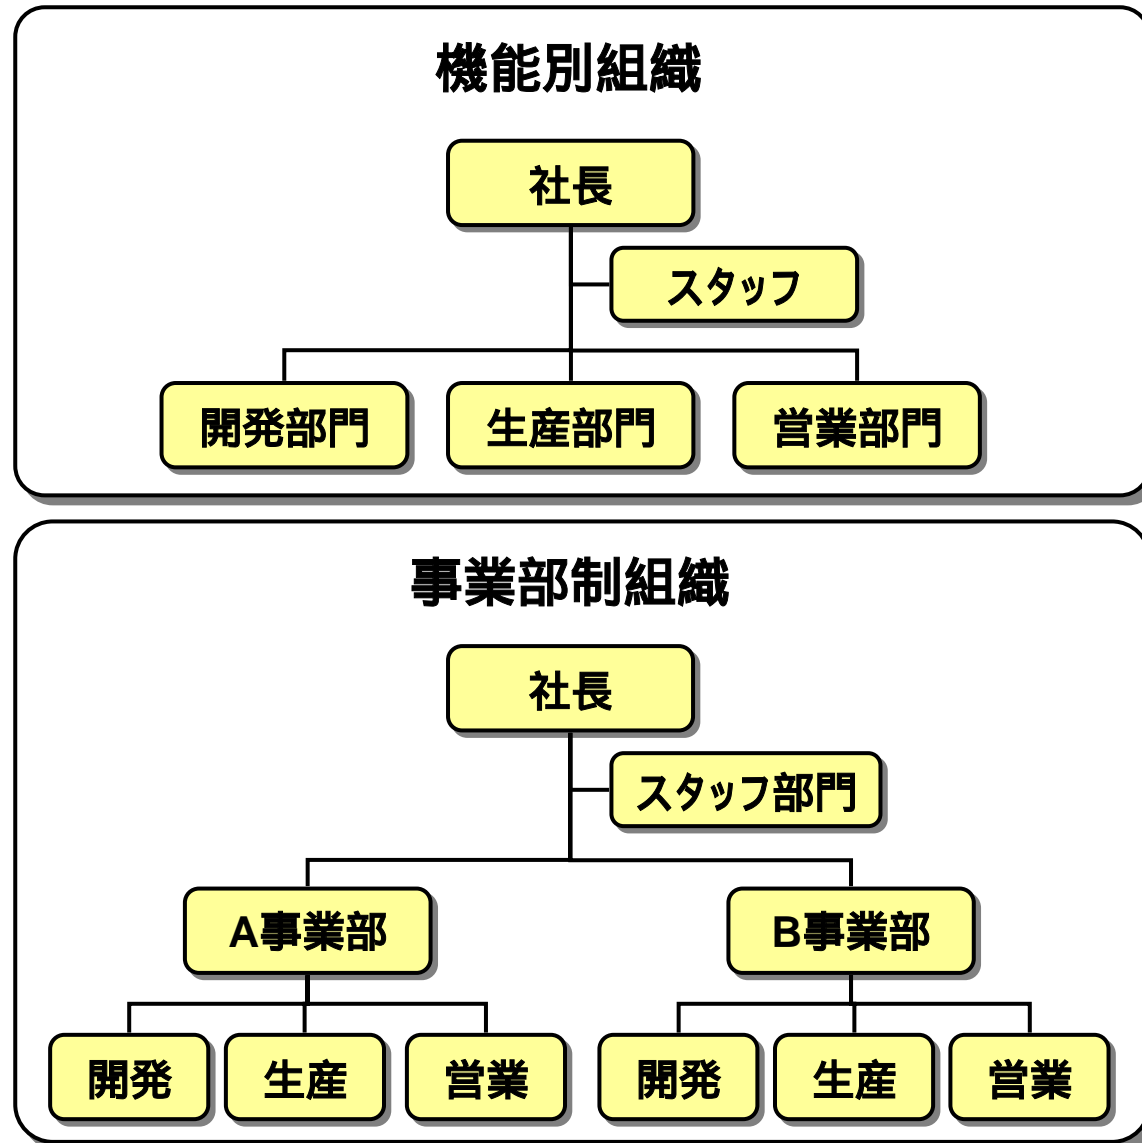 機能別組織
社長
スタッフ
開発部門
生産部門
営業部門
事業部制組織
社長
スタッフ部門
A事業部
B事業部
開発
生産
営業
開発
生産
営業